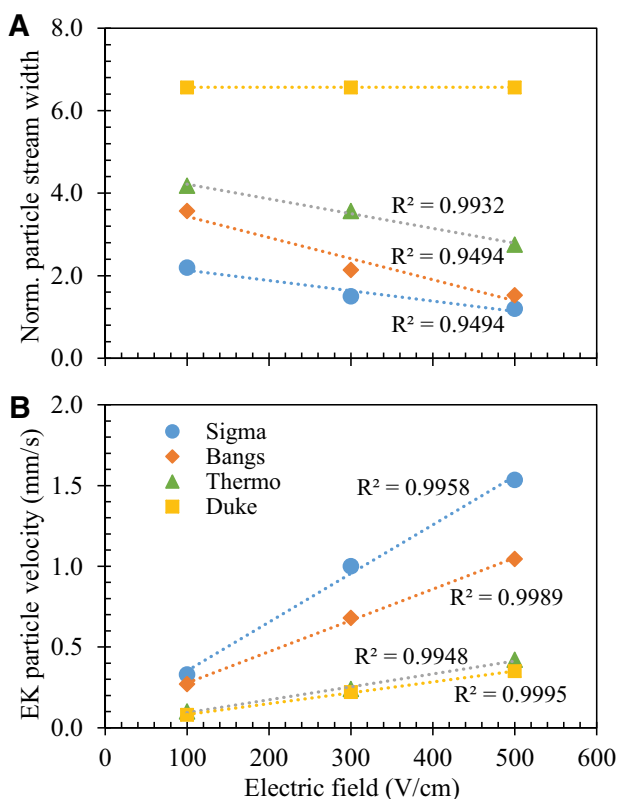 A
8.0
6.0
4.0
2.0
0.0
Norm. particle stream width
R² = 0.9932
R² = 0.9494
R² = 0.9494
B
2.0
1.5
1.0
0.5
0.0
EK particle velocity (mm/s)
Sigma
Bangs
Thermo
Duke
R² = 0.9958
R² = 0.9989
R² = 0.9948
R² = 0.9995
0 100 200 300 400 500 600
Electric field (V/cm)